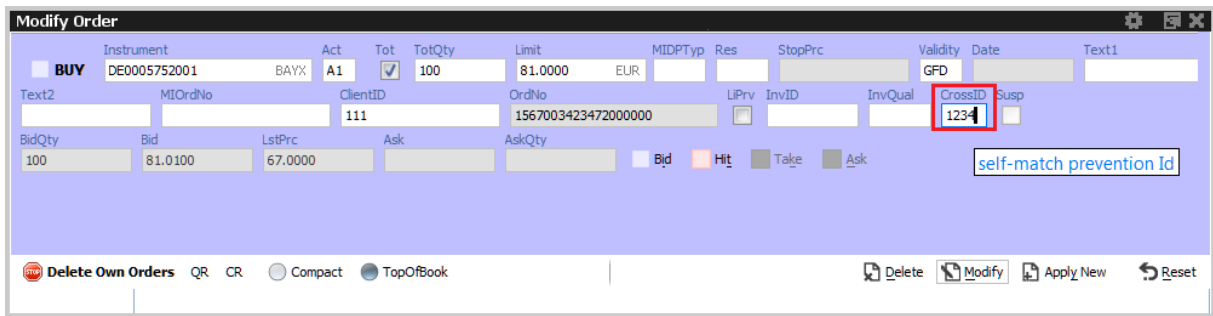 Modify Order
Instrument Act Tot TotQty Limit MIDPTyp Res StopPrc Validity Date Text1
BUY DE0005752001 BAYX A1 100 81.0000 EUR GFD
Text2 MIOrdNo ClientID OrdNo LiPrv InvID InvQual CrossID Susp
111 1567003423472000000 1234
BidQty Bid LstPrc Ask AskQty
100 81.0100 67.0000 Bid Hit Take Ask
self-match prevention Id
STOP Delete Own Orders QR CR Compact TopOfBook Delete Modify Apply New Reset